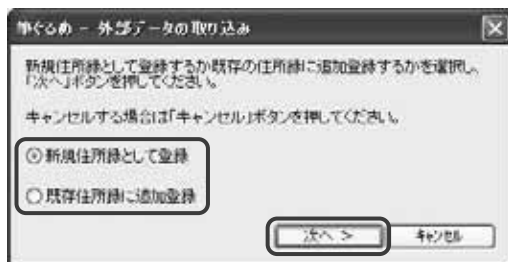 筆ぐるめ - 外部データの取り込み
新規住所録として登録するか既存の住所録に追加登録するかを選択し、
「次へ」ボタンを押してください。
キャンセルする場合は「キャンセル」ボタンを押してください。
新規住所録として登録
既存住所録に追加登録
次へ >
キャンセル